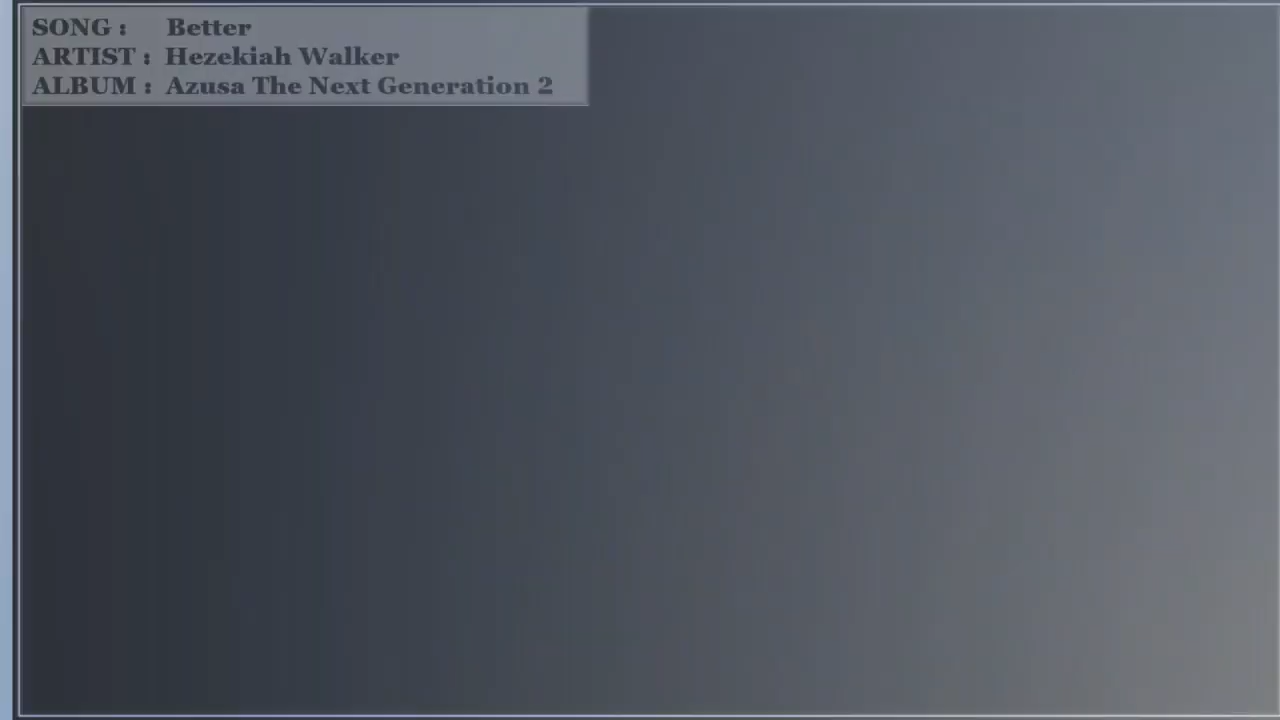 SONG : Better
ARTIST : Hezekiah Walker
ALBUM : Azusa The Next Generation 2